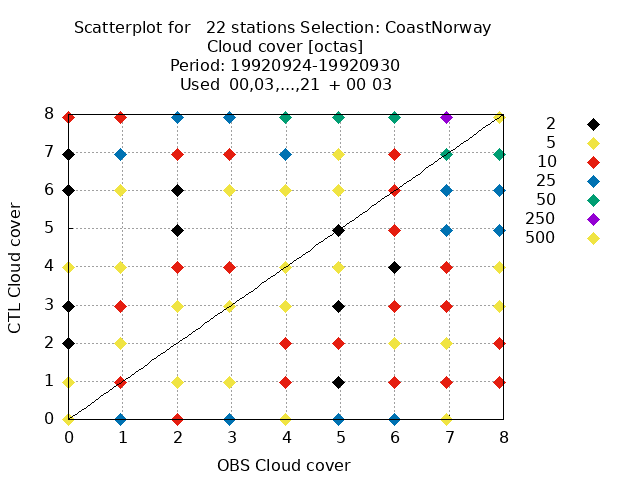 Scatterplot for 22 stations Selection: CoastNorway
Cloud cover [octas]
Period: 19920924-19920930
Used 00,03,...,21 + 00 03
8
7
6
5
4
3
2
1
0
CTL Cloud cover
0 1 2 3 4 5 6 7 8
OBS Cloud cover
2
5
10
25
50
250
500